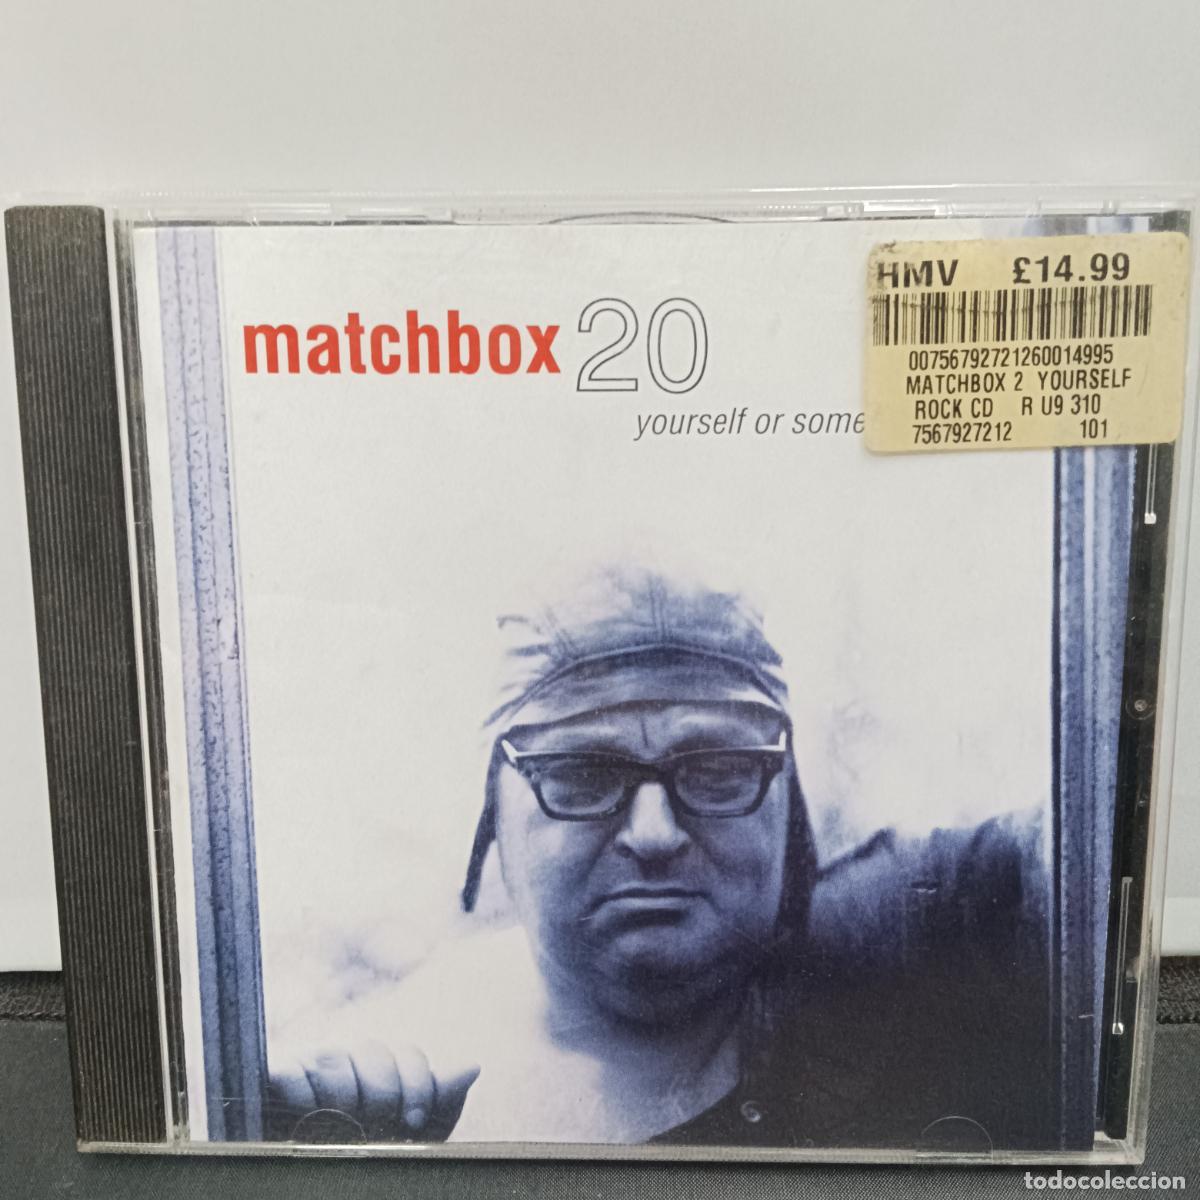 matchbox 20
yourself or some
HMV £14.99
00756792721260014995
MATCHBOX 2 YOURSELF
ROCK CD R U9 310
7567927212 101
todocoleccion